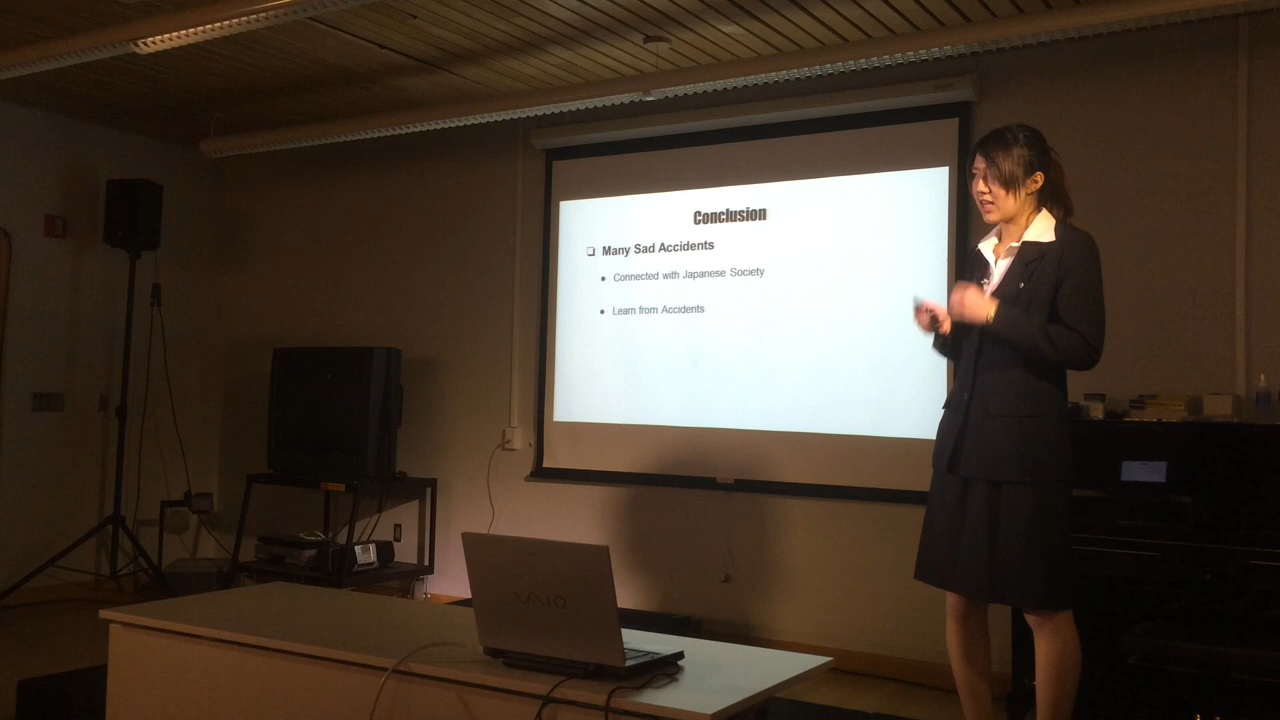 Conclusion
Many Sad Accidents
Connected with Japanese Society
Learn from Accidents
VAIO